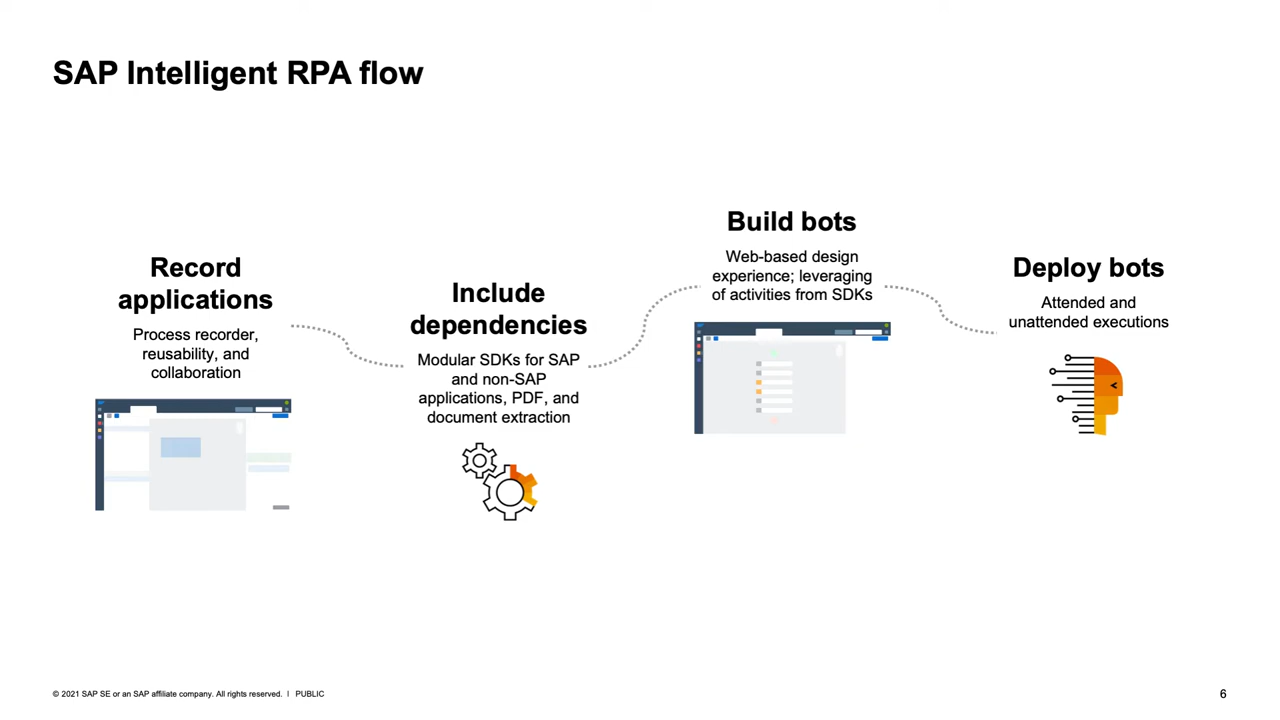 SAP Intelligent RPA flow
Record
applications
Process recorder,
reusability, and
collaboration
Include
dependencies
Modular SDKs for SAP
and non-SAP
applications, PDF, and
document extraction
Build bots
Web-based design
experience; leveraging
of activities from SDKs
Deploy bots
Attended and
unattended executions
© 2021 SAP SE or an SAP affiliate company. All rights reserved. | PUBLIC
6